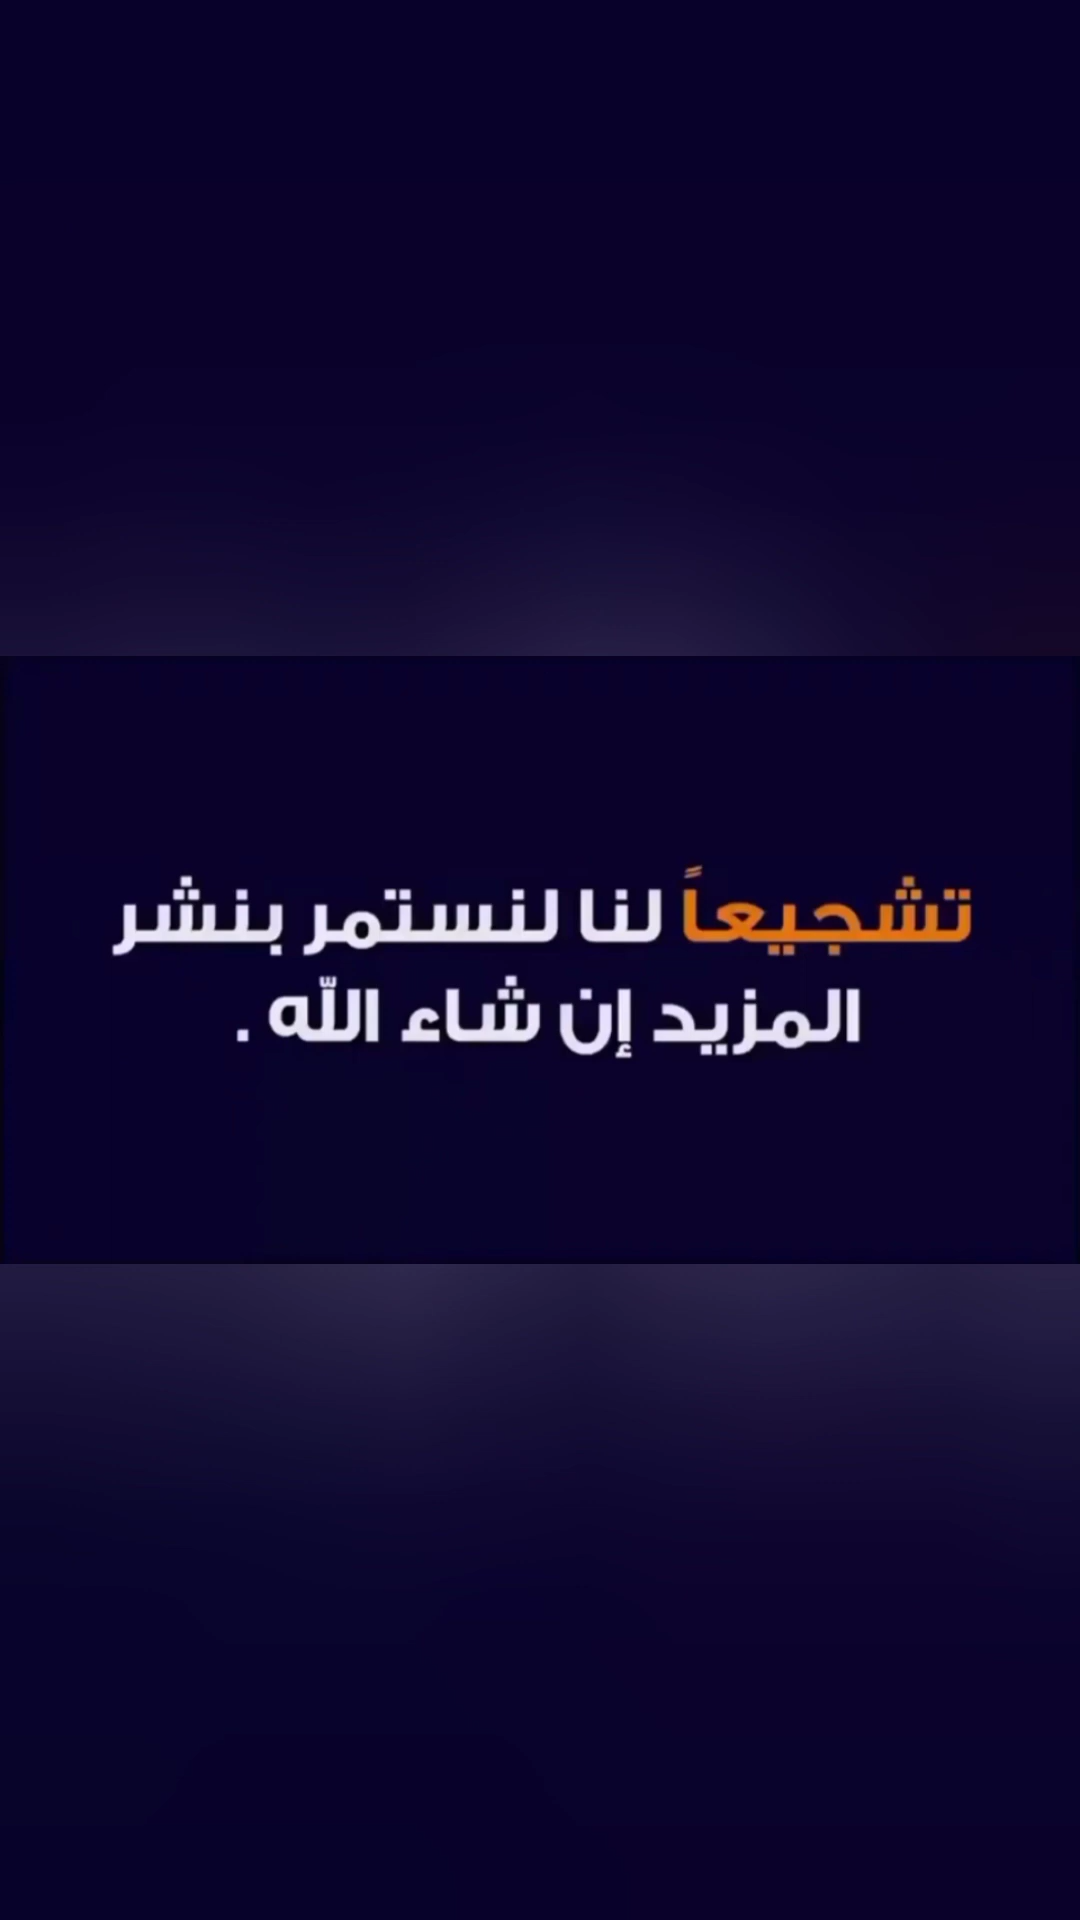 تشجيعاً لنا لنستمر بنشر
المزيد إن شاء اللّه .